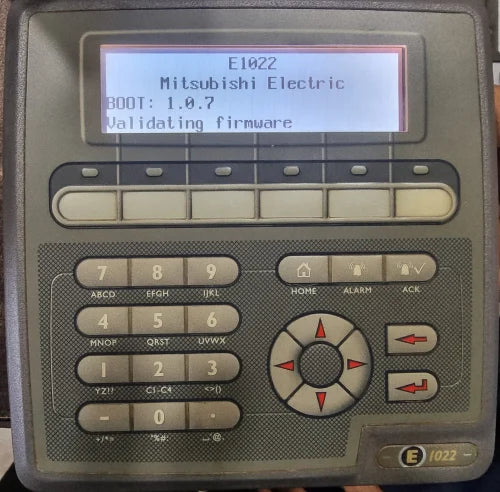 E1022
Mitsubishi Electric
BOOT: 1.0.7
Validating firmware
7 8 9
ABCD EFGH IJKL
HOME ALARM ACK
4 5 6
MNOP QRST UVWX
1 2 3
YZ!? C1-C4 <>()
- 0 .
+/*= '%#: _'@.
E 1022